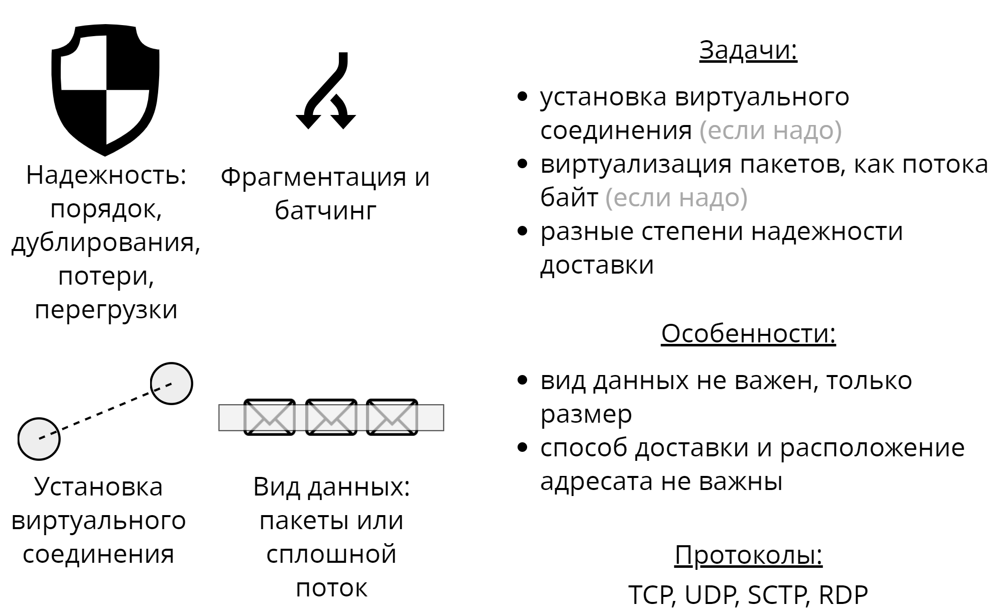 Надежность:
порядок,
дублирования,
потери,
перегрузки
Фрагментация и
батчинг
Установка
виртуального
соединения
Вид данных:
пакеты или
сплошной
поток
Задачи:
установка виртуального
соединения (если надо)
виртуализация пакетов, как потока
байт (если надо)
разные степени надежности
доставки
Особенности:
вид данных не важен, только
размер
способ доставки и расположение
адресата не важны
Протоколы:
TCP, UDP, SCTP, RDP